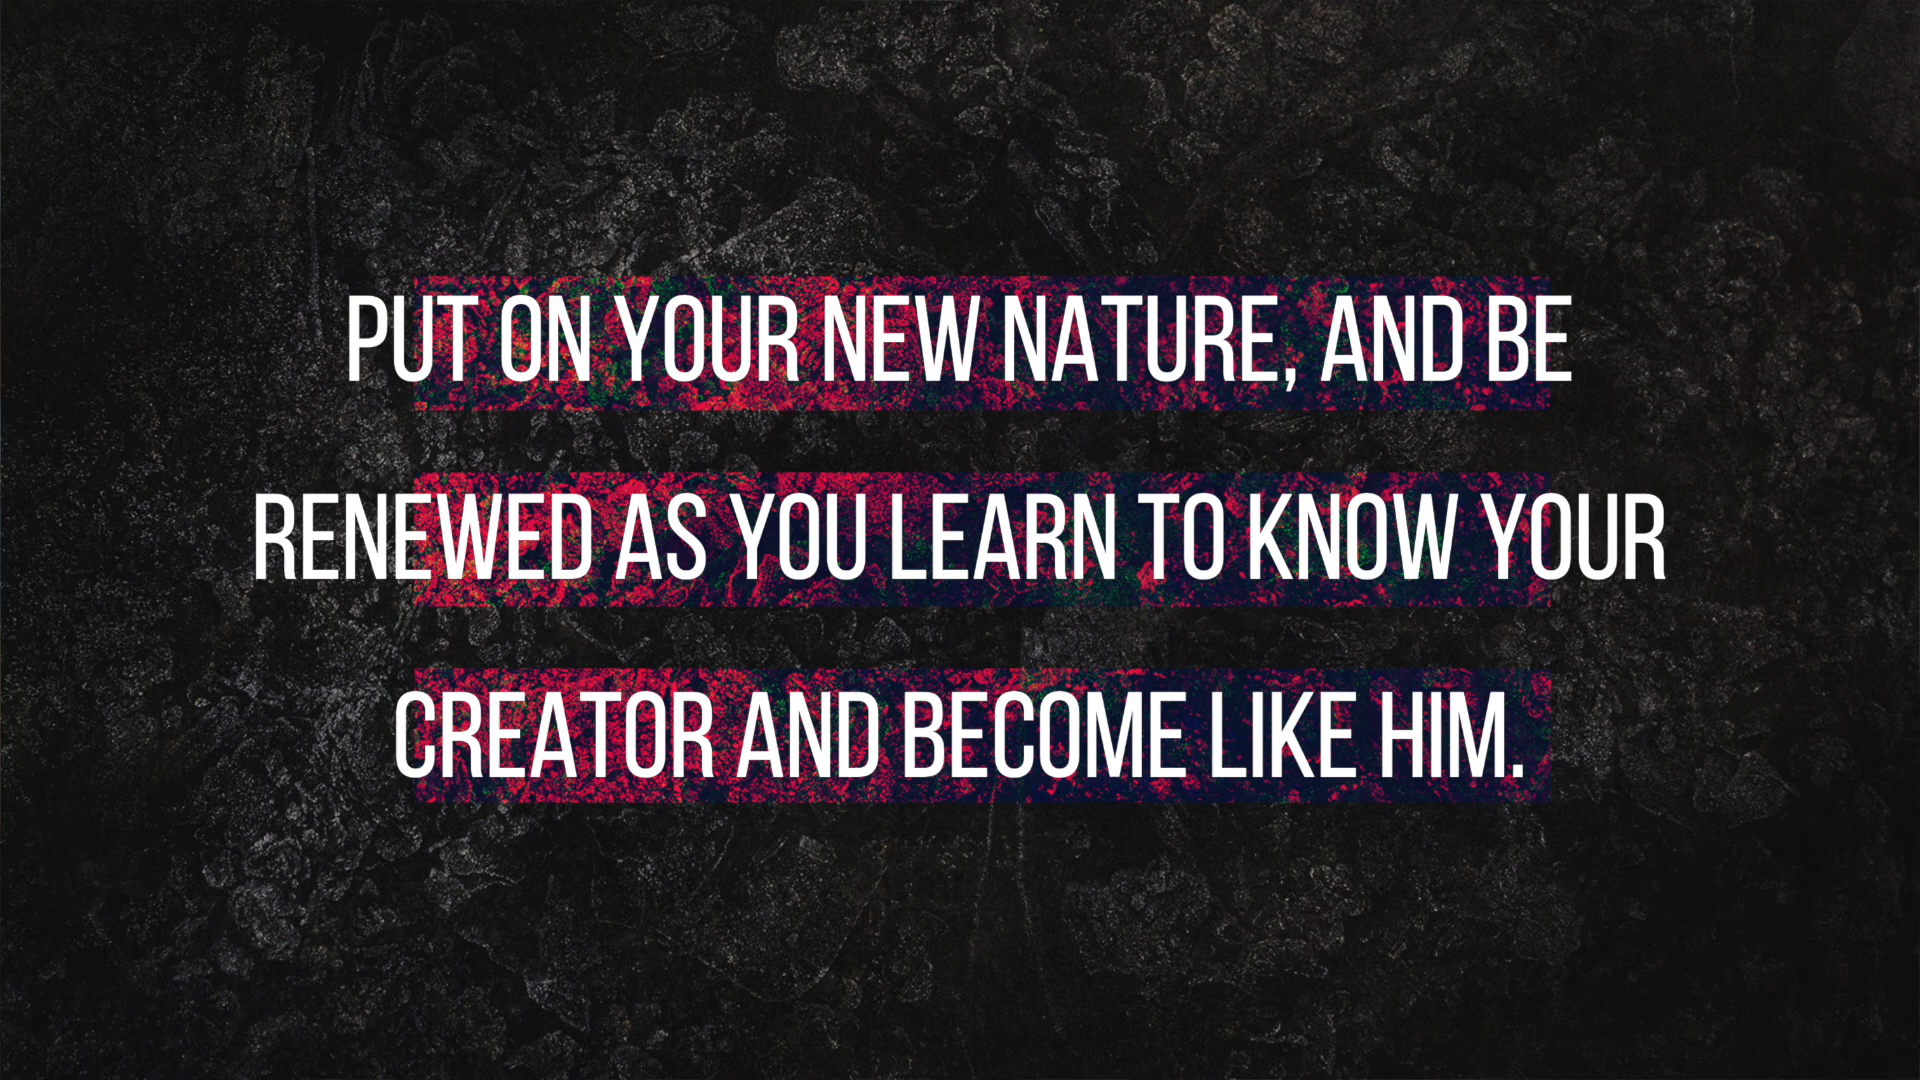 PUT ON YOUR NEW NATURE, AND BE
RENEWED AS YOU LEARN TO KNOW YOUR
CREATOR AND BECOME LIKE HIM.